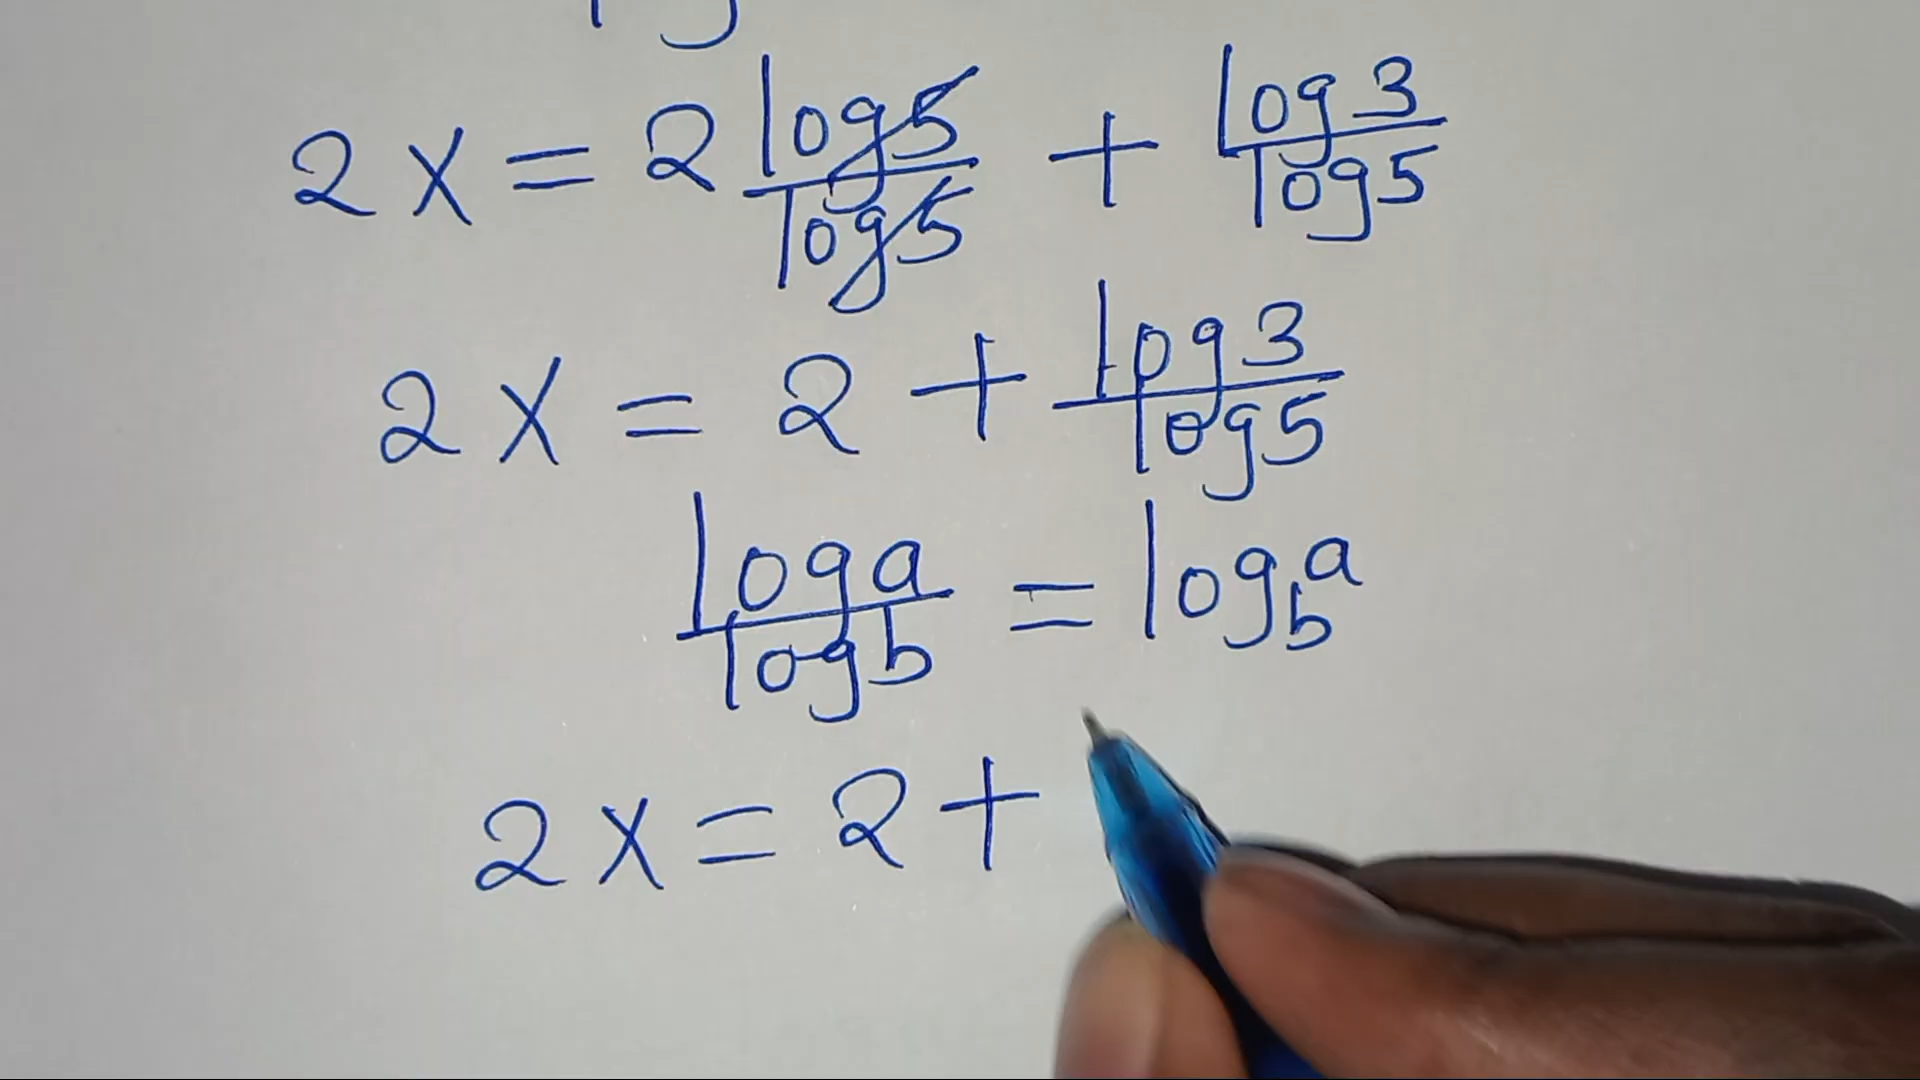 2x = 2 log5/log5 + log3/log5
2x = 2 + log3/log5
loga/logb = log_b a
2x = 2 +